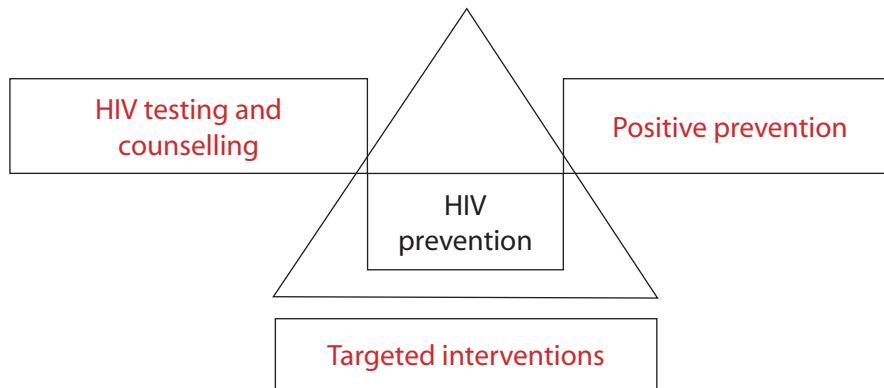 HIV testing and
counselling
Positive prevention
HIV
prevention
Targeted interventions